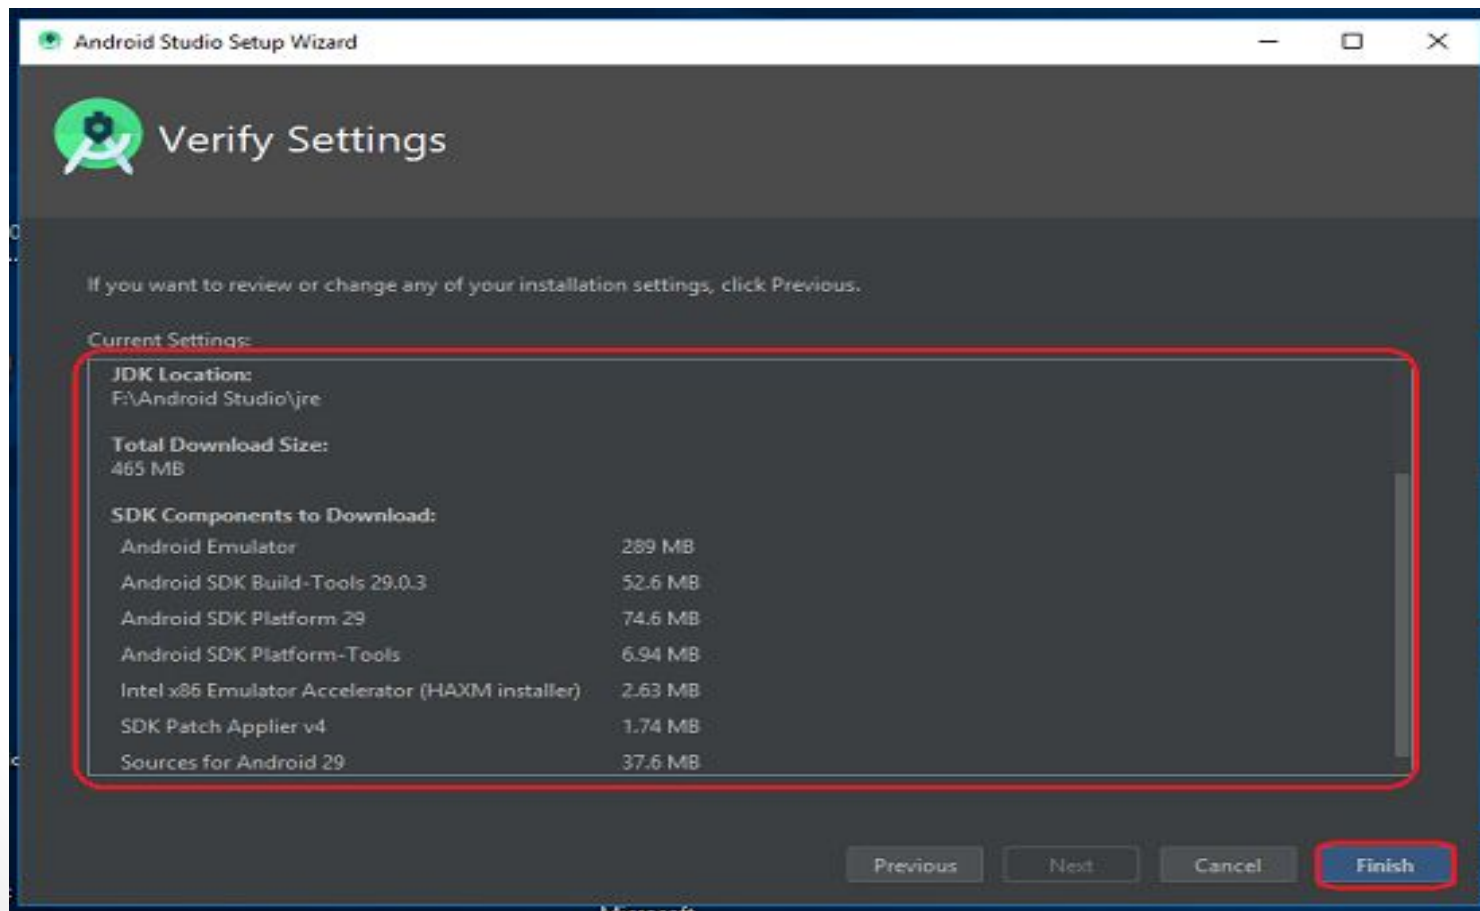 Android Studio Setup Wizard
Verify Settings
If you want to review or change any of your installation settings, click Previous.
Current Settings:
JDK Location:
F:\Android Studio\jre
Total Download Size:
465 MB
SDK Components to Download:
Android Emulator 289 MB
Android SDK Build-Tools 29.0.3 52.6 MB
Android SDK Platform 29 74.6 MB
Android SDK Platform-Tools 6.94 MB
Intel x86 Emulator Accelerator (HAXM installer) 2.63 MB
SDK Patch Applier v4 1.74 MB
Sources for Android 29 37.6 MB
Previous Next Cancel Finish